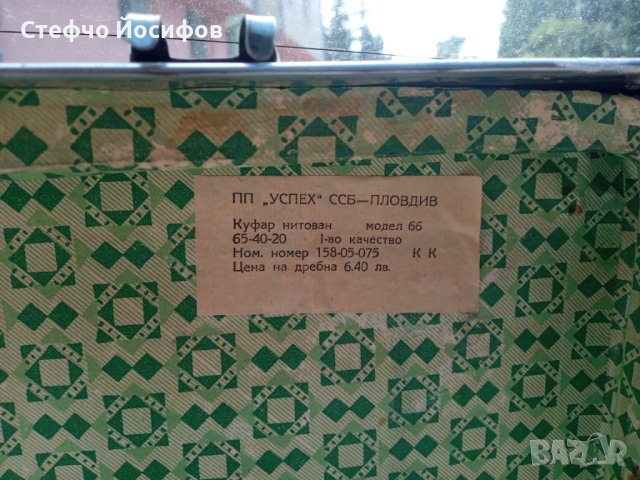 Стефчо Йосифов
ПП „УСПЕХ“ ССБ—ПЛОВДИВ
Куфар нитован модел 66
65-40-20 I-во качество
Ном. номер 158-05-075 К К
Цена на дребна 6.40 лв.
BAZAR